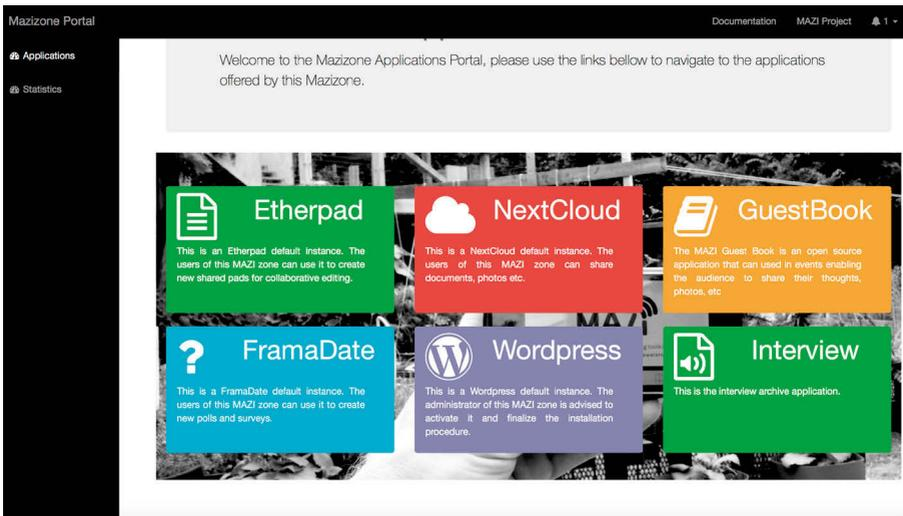 Mazizone Portal
Documentation MAZI Project 1
Applications
Statistics
Welcome to the Mazizone Applications Portal, please use the links bellow to navigate to the applications
offered by this Mazizone.
Etherpad
This is an Etherpad default instance. The
users of this MAZI zone can use it to create
new shared pads for collaborative editing.
NextCloud
This is a NextCloud default instance. The
users of this MAZI zone can share
documents, photos etc.
GuestBook
The MAZI Guest Book is an open source
application that can used in events enabling
the audience to share their thoughts,
photos, etc
MAZI
FramaDate
This is a FramaDate default instance. The
users of this MAZI zone can use it to create
new polls and surveys.
Wordpress
This is a Wordpress default instance. The
administrator of this MAZI zone is advised to
activate it and finalize the installation
procedure.
Interview
This is the interview archive application.